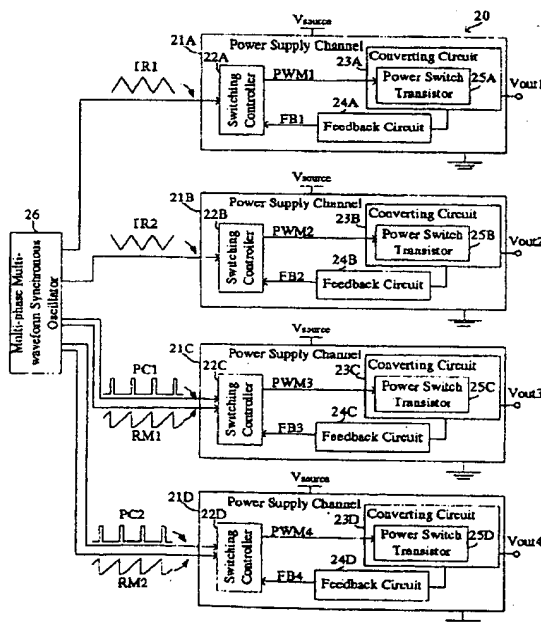 20
Vsource
21A
Power Supply Channel
22A
Switching Controller
PWM1
23A
Converting Circuit
Power Switch Transistor
25A
Vout1
IR1
24A
FB1
Feedback Circuit
Vsource
21B
Power Supply Channel
22B
Switching Controller
PWM2
23B
Converting Circuit
Power Switch Transistor
25B
Vout2
26
IR2
24B
FB2
Feedback Circuit
Multi-phase Multi-
waveform Synchronous
Oscillator
Vsource
21C
Power Supply Channel
22C
Switching Controller
PWM3
23C
Converting Circuit
Power Switch Transistor
25C
Vout3
PC1
24C
RM1
FB3
Feedback Circuit
Vsource
21D
Power Supply Channel
22D
Switching Controller
PWM4
23D
Converting Circuit
Power Switch Transistor
25D
Vout4
PC2
24D
RM2
FB4
Feedback Circuit